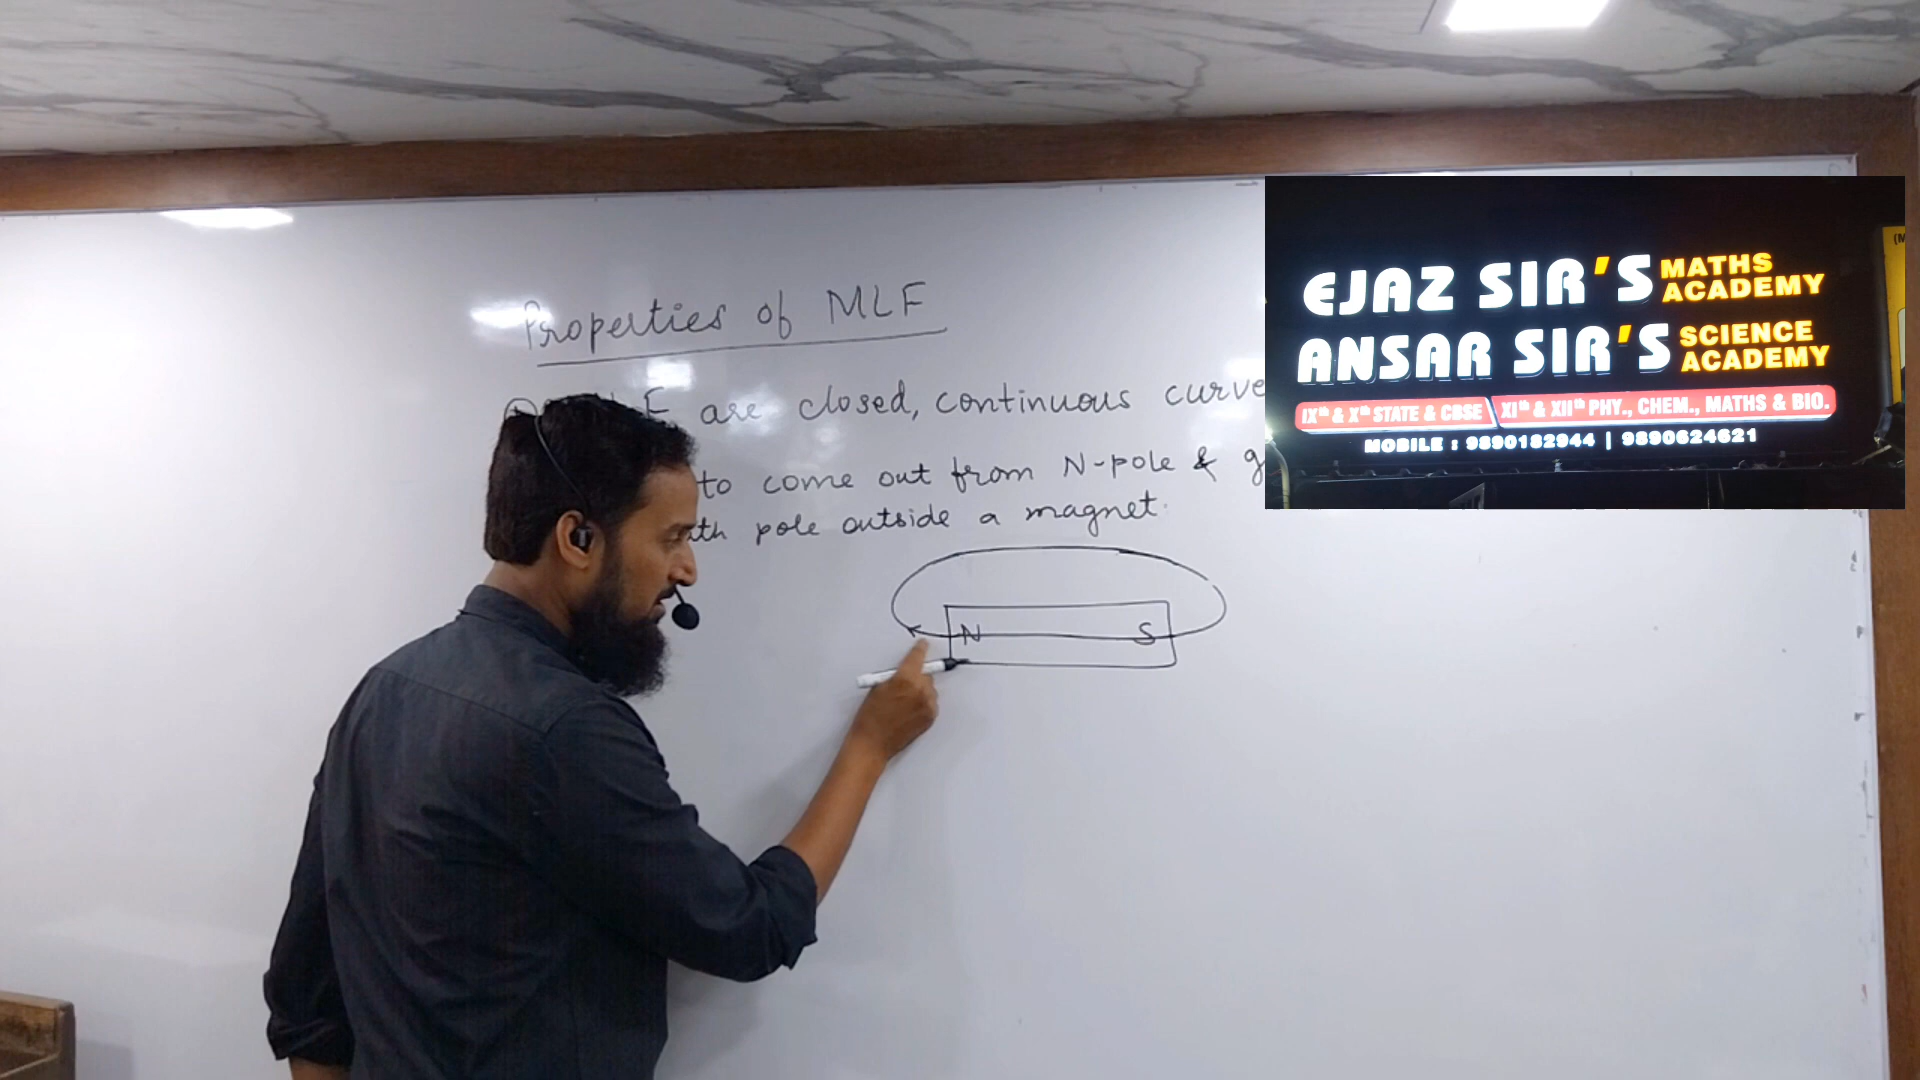 Properties of MLF
are closed, continuous curve
to come out from N-pole &
pole outside a magnet.
N S
EJAZ SIR'S MATHS ACADEMY
ANSAR SIR'S SCIENCE ACADEMY
IXth & Xth STATE & CBSE XIth & XIIth PHY., CHEM., MATHS & BIO.
MOBILE : 9890182944 | 9890624621